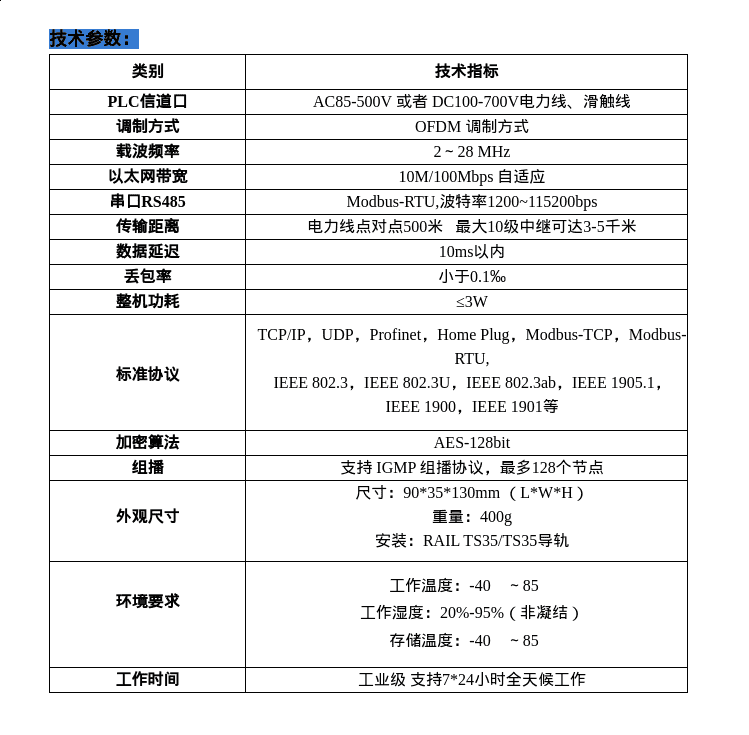 技术参数：
类别 技术指标
PLC信道口 AC85-500V 或者 DC100-700V电力线、滑触线
调制方式 OFDM 调制方式
载波频率 2～28 MHz
以太网带宽 10M/100Mbps 自适应
串口RS485 Modbus-RTU,波特率1200~115200bps
传输距离 电力线点对点500米 最大10级中继可达3-5千米
数据延迟 10ms以内
丢包率 小于0.1‰
整机功耗 ≤3W
标准协议
TCP/IP，UDP，Profinet，Home Plug，Modbus-TCP，Modbus-
RTU,
IEEE 802.3，IEEE 802.3U，IEEE 802.3ab，IEEE 1905.1，
IEEE 1900，IEEE 1901等
加密算法 AES-128bit
组播 支持 IGMP 组播协议，最多128个节点
外观尺寸
尺寸：90*35*130mm（L*W*H）
重量：400g
安装：RAIL TS35/TS35导轨
环境要求
工作温度：-40 ～85
工作湿度：20%-95%（非凝结）
存储温度：-40 ～85
工作时间 工业级 支持7*24小时全天候工作